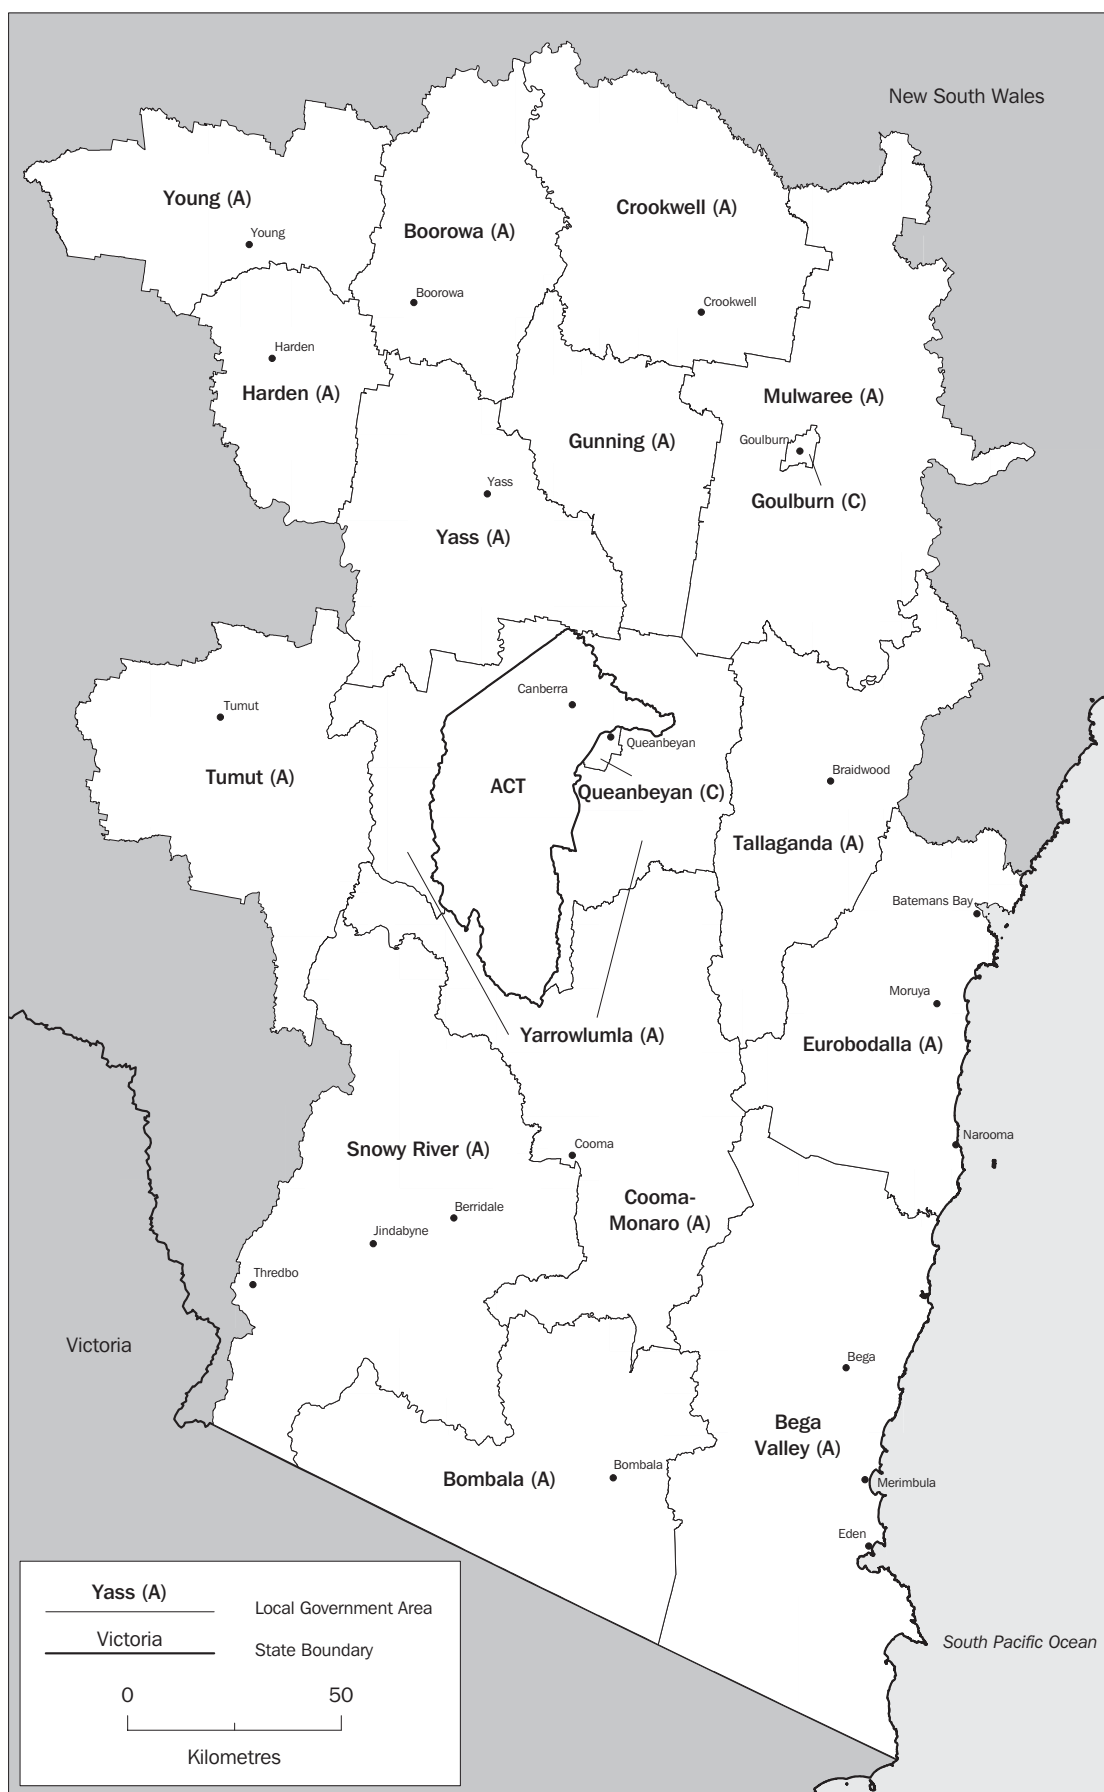 New South Wales
Young (A)
Young
Boorowa (A)
Boorowa
Crookwell (A)
Crookwell
Harden
Harden (A)
Mulwaree (A)
Gunning (A)
Goulburn
Goulburn (C)
Yass
Yass (A)
Canberra
Tumut
Tumut (A)
ACT
Queanbeyan
Queanbeyan (C)
Braidwood
Tallaganda (A)
Batemans Bay
Moruya
Yarrowlumla (A)
Eurobodalla (A)
Narooma
Snowy River (A)
Cooma
Cooma-
Monaro (A)
Berridale
Jindabyne
Thredbo
Victoria
Bega
Bega
Valley (A)
Bombala
Bombala (A)
Merimbula
Eden
South Pacific Ocean
Yass (A)
Local Government Area
Victoria
State Boundary
0 50
Kilometres